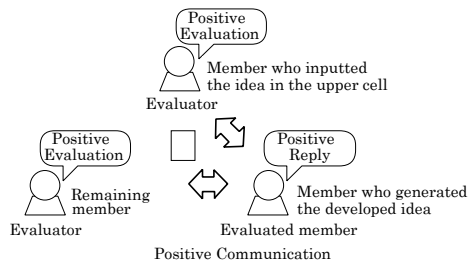 Positive
Evaluation
Member who inputted
the idea in the upper cell
Evaluator
Positive
Evaluation
Remaining
member
Evaluator
Positive
Reply
Member who generated
the developed idea
Evaluated member
Positive Communication